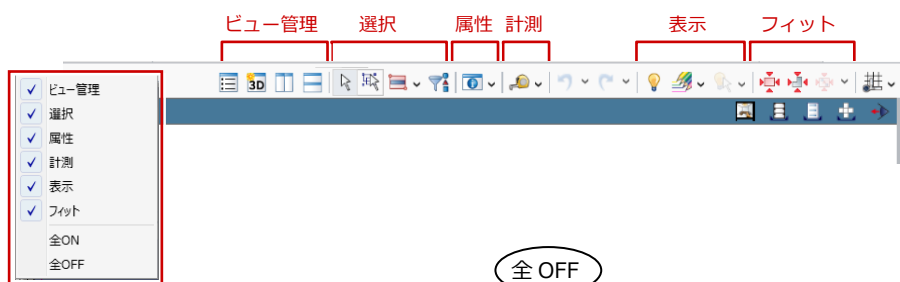 ビュー管理 選択 属性 計測 表示 フィット
3D
ビュー管理
選択
属性
計測
表示
フィット
全ON
全OFF
全 OFF